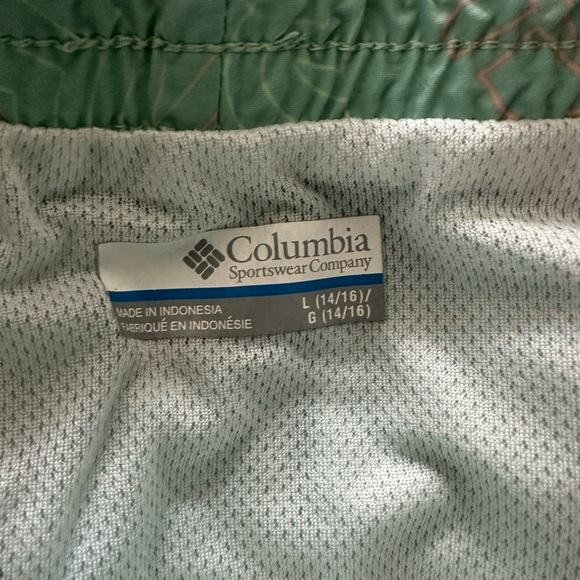 Columbia
Sportswear Company
MADE IN INDONESIA
FABRIQUÉ EN INDONÉSIE
L (14/16)/
G (14/16)